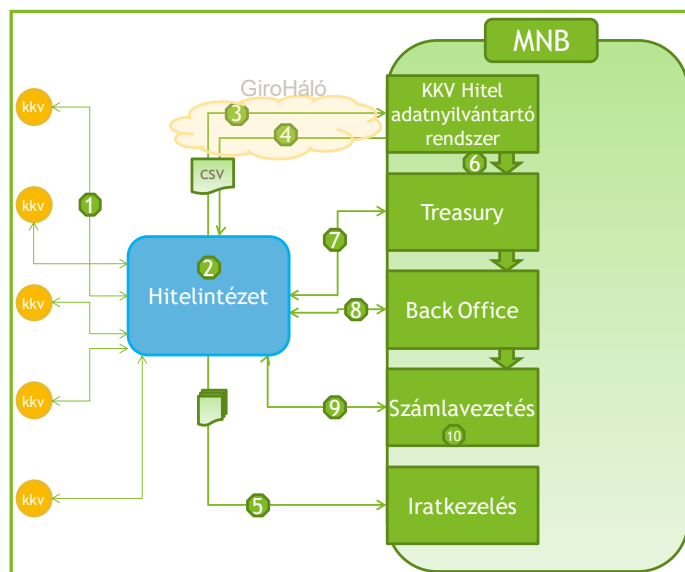 MNB
GiroHáló
KKV Hitel
adatnyilvántartó
rendszer
kkv
3
4
6
CSV
kkv
1
Treasury
7
2
Hitelintézet
kkv
8
Back Office
kkv
9
Számlavezetés
10
kkv
5
Iratkezelés